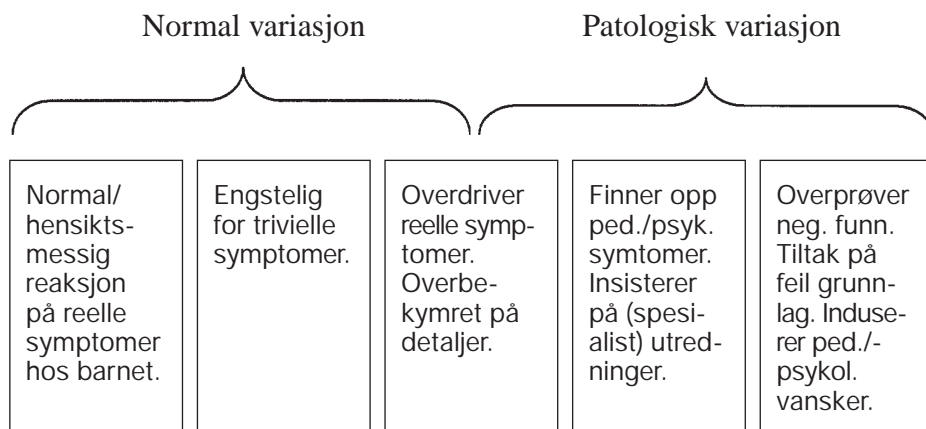 Normal variasjon
Patologisk variasjon
Normal/
hensikts-
messig
reaksjon
på reelle
symptomer
hos barnet.
Engstelig
for trivielle
symptomer.
Overdriver
reelle symp-
tomer.
Overbe-
kymret på
detaljer.
Finner opp
ped./psyk.
symtomer.
Insisterer
på (spesi-
alist) utred-
ninger.
Overprøver
neg. funn.
Tiltak på
feil grunn-
lag. Induse-
rer ped./-
psykol.
vansker.